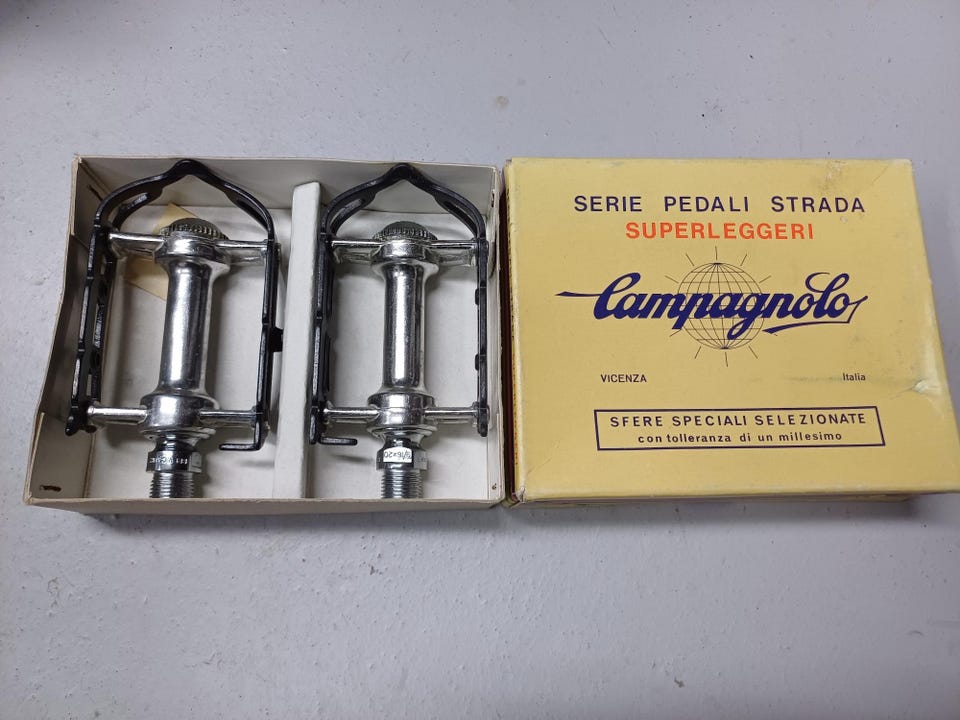 SERIE PEDALI STRADA
SUPERLEGGERI
Campagnolo
VICENZA Italia
SFERE SPECIALI SELEZIONATE
con tolleranza di un millesimo